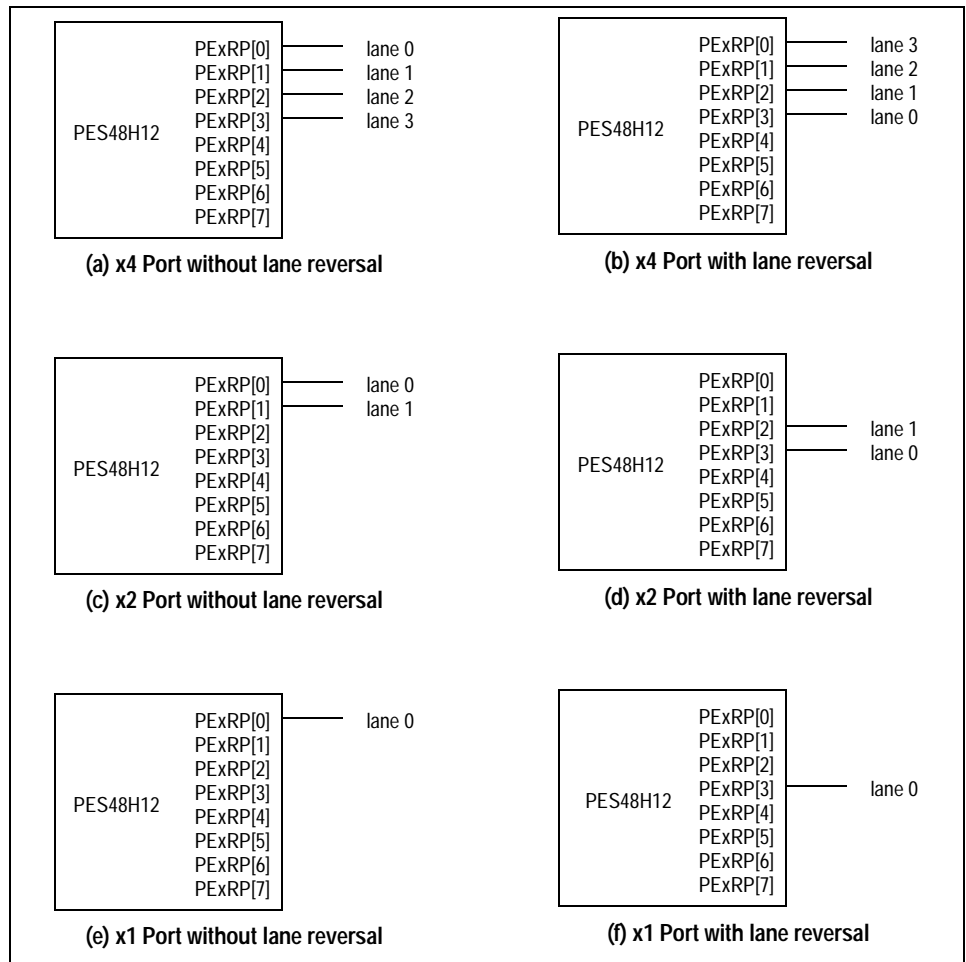 PExRP[0] lane 0
PExRP[1] lane 1
PExRP[2] lane 2
PExRP[3] lane 3
PES48H12
PExRP[4]
PExRP[5]
PExRP[6]
PExRP[7]
(a) x4 Port without lane reversal
PExRP[0] lane 3
PExRP[1] lane 2
PExRP[2] lane 1
PExRP[3] lane 0
PES48H12
PExRP[4]
PExRP[5]
PExRP[6]
PExRP[7]
(b) x4 Port with lane reversal
PExRP[0] lane 0
PExRP[1] lane 1
PExRP[2]
PExRP[3]
PES48H12
PExRP[4]
PExRP[5]
PExRP[6]
PExRP[7]
(c) x2 Port without lane reversal
PExRP[0]
PExRP[1]
PExRP[2] lane 1
PExRP[3] lane 0
PES48H12
PExRP[4]
PExRP[5]
PExRP[6]
PExRP[7]
(d) x2 Port with lane reversal
PExRP[0] lane 0
PExRP[1]
PExRP[2]
PExRP[3]
PES48H12
PExRP[4]
PExRP[5]
PExRP[6]
PExRP[7]
(e) x1 Port without lane reversal
PExRP[0]
PExRP[1]
PExRP[2]
PExRP[3] lane 0
PES48H12
PExRP[4]
PExRP[5]
PExRP[6]
PExRP[7]
(f) x1 Port with lane reversal